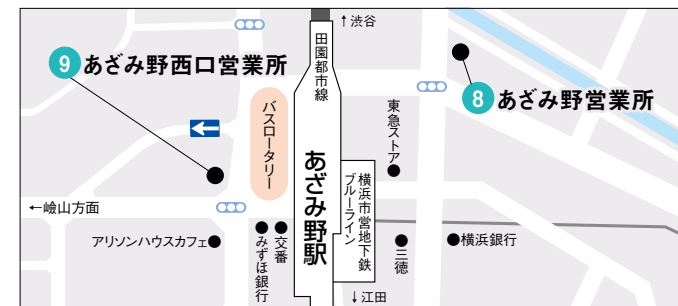 ↑渋谷
田園都市線
9 あざみ野西口営業所
8 あざみ野営業所
バスロータリー
東急ストア
あざみ野駅
横浜市営地下鉄
ブルーライン
←嶮山方面
アリソンハウスカフェ
みずほ銀行
交番
三徳
横浜銀行
↓江田